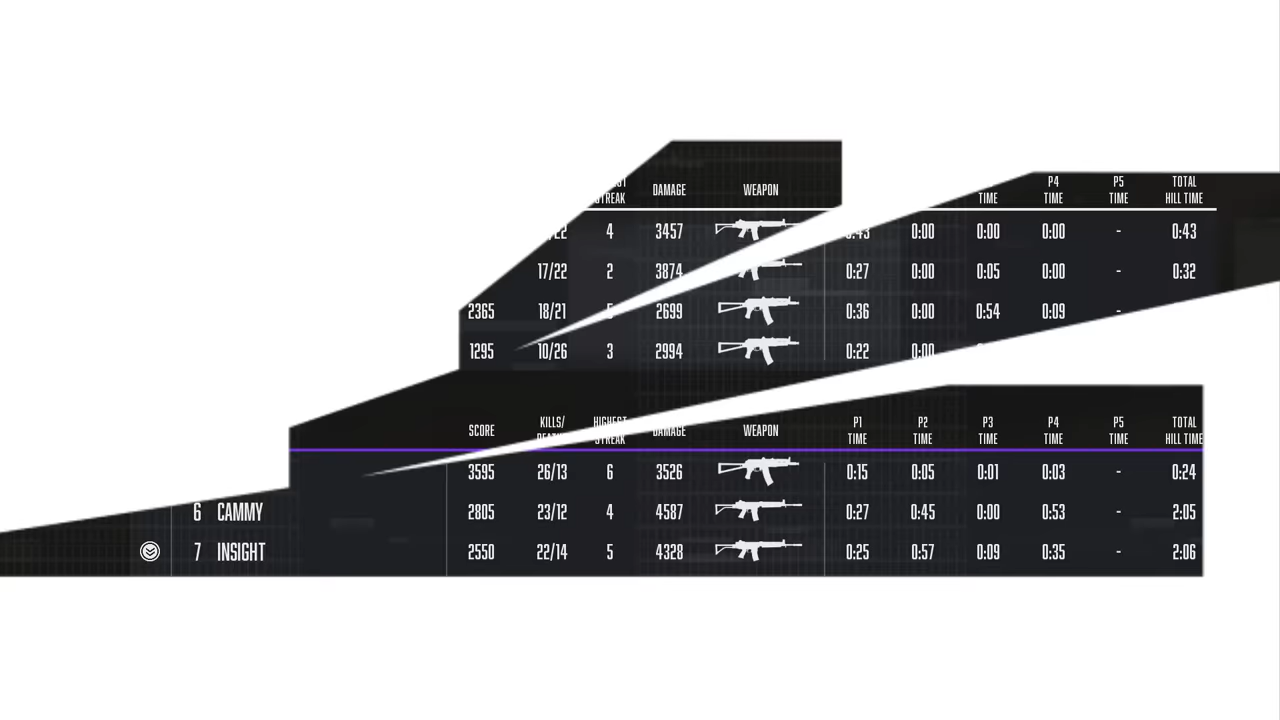 DAMAGE WEAPON P4 P5 TOTAL
TIME TIME TIME HILL TIME
4 3457 0:00 0:00 0:00 - 0:43
17/22 2 3874 0:27 0:00 0:05 0:00 - 0:32
2365 18/21 2699 0:36 0:00 0:54 0:09
1295 10/26 3 2994 0:22 0:00
SCORE KILLS/ HIGHEST DAMAGE WEAPON P1 P2 P3 P4 P5 TOTAL
STREAK TIME TIME TIME TIME TIME HILL TIME
3595 26/13 6 3526 0:15 0:05 0:01 0:03 - 0:24
6 CAMMY 2805 23/12 4 4587 0:27 0:45 0:00 0:53 - 2:05
7 INSIGHT 2550 22/14 5 4328 0:25 0:57 0:09 0:35 - 2:06